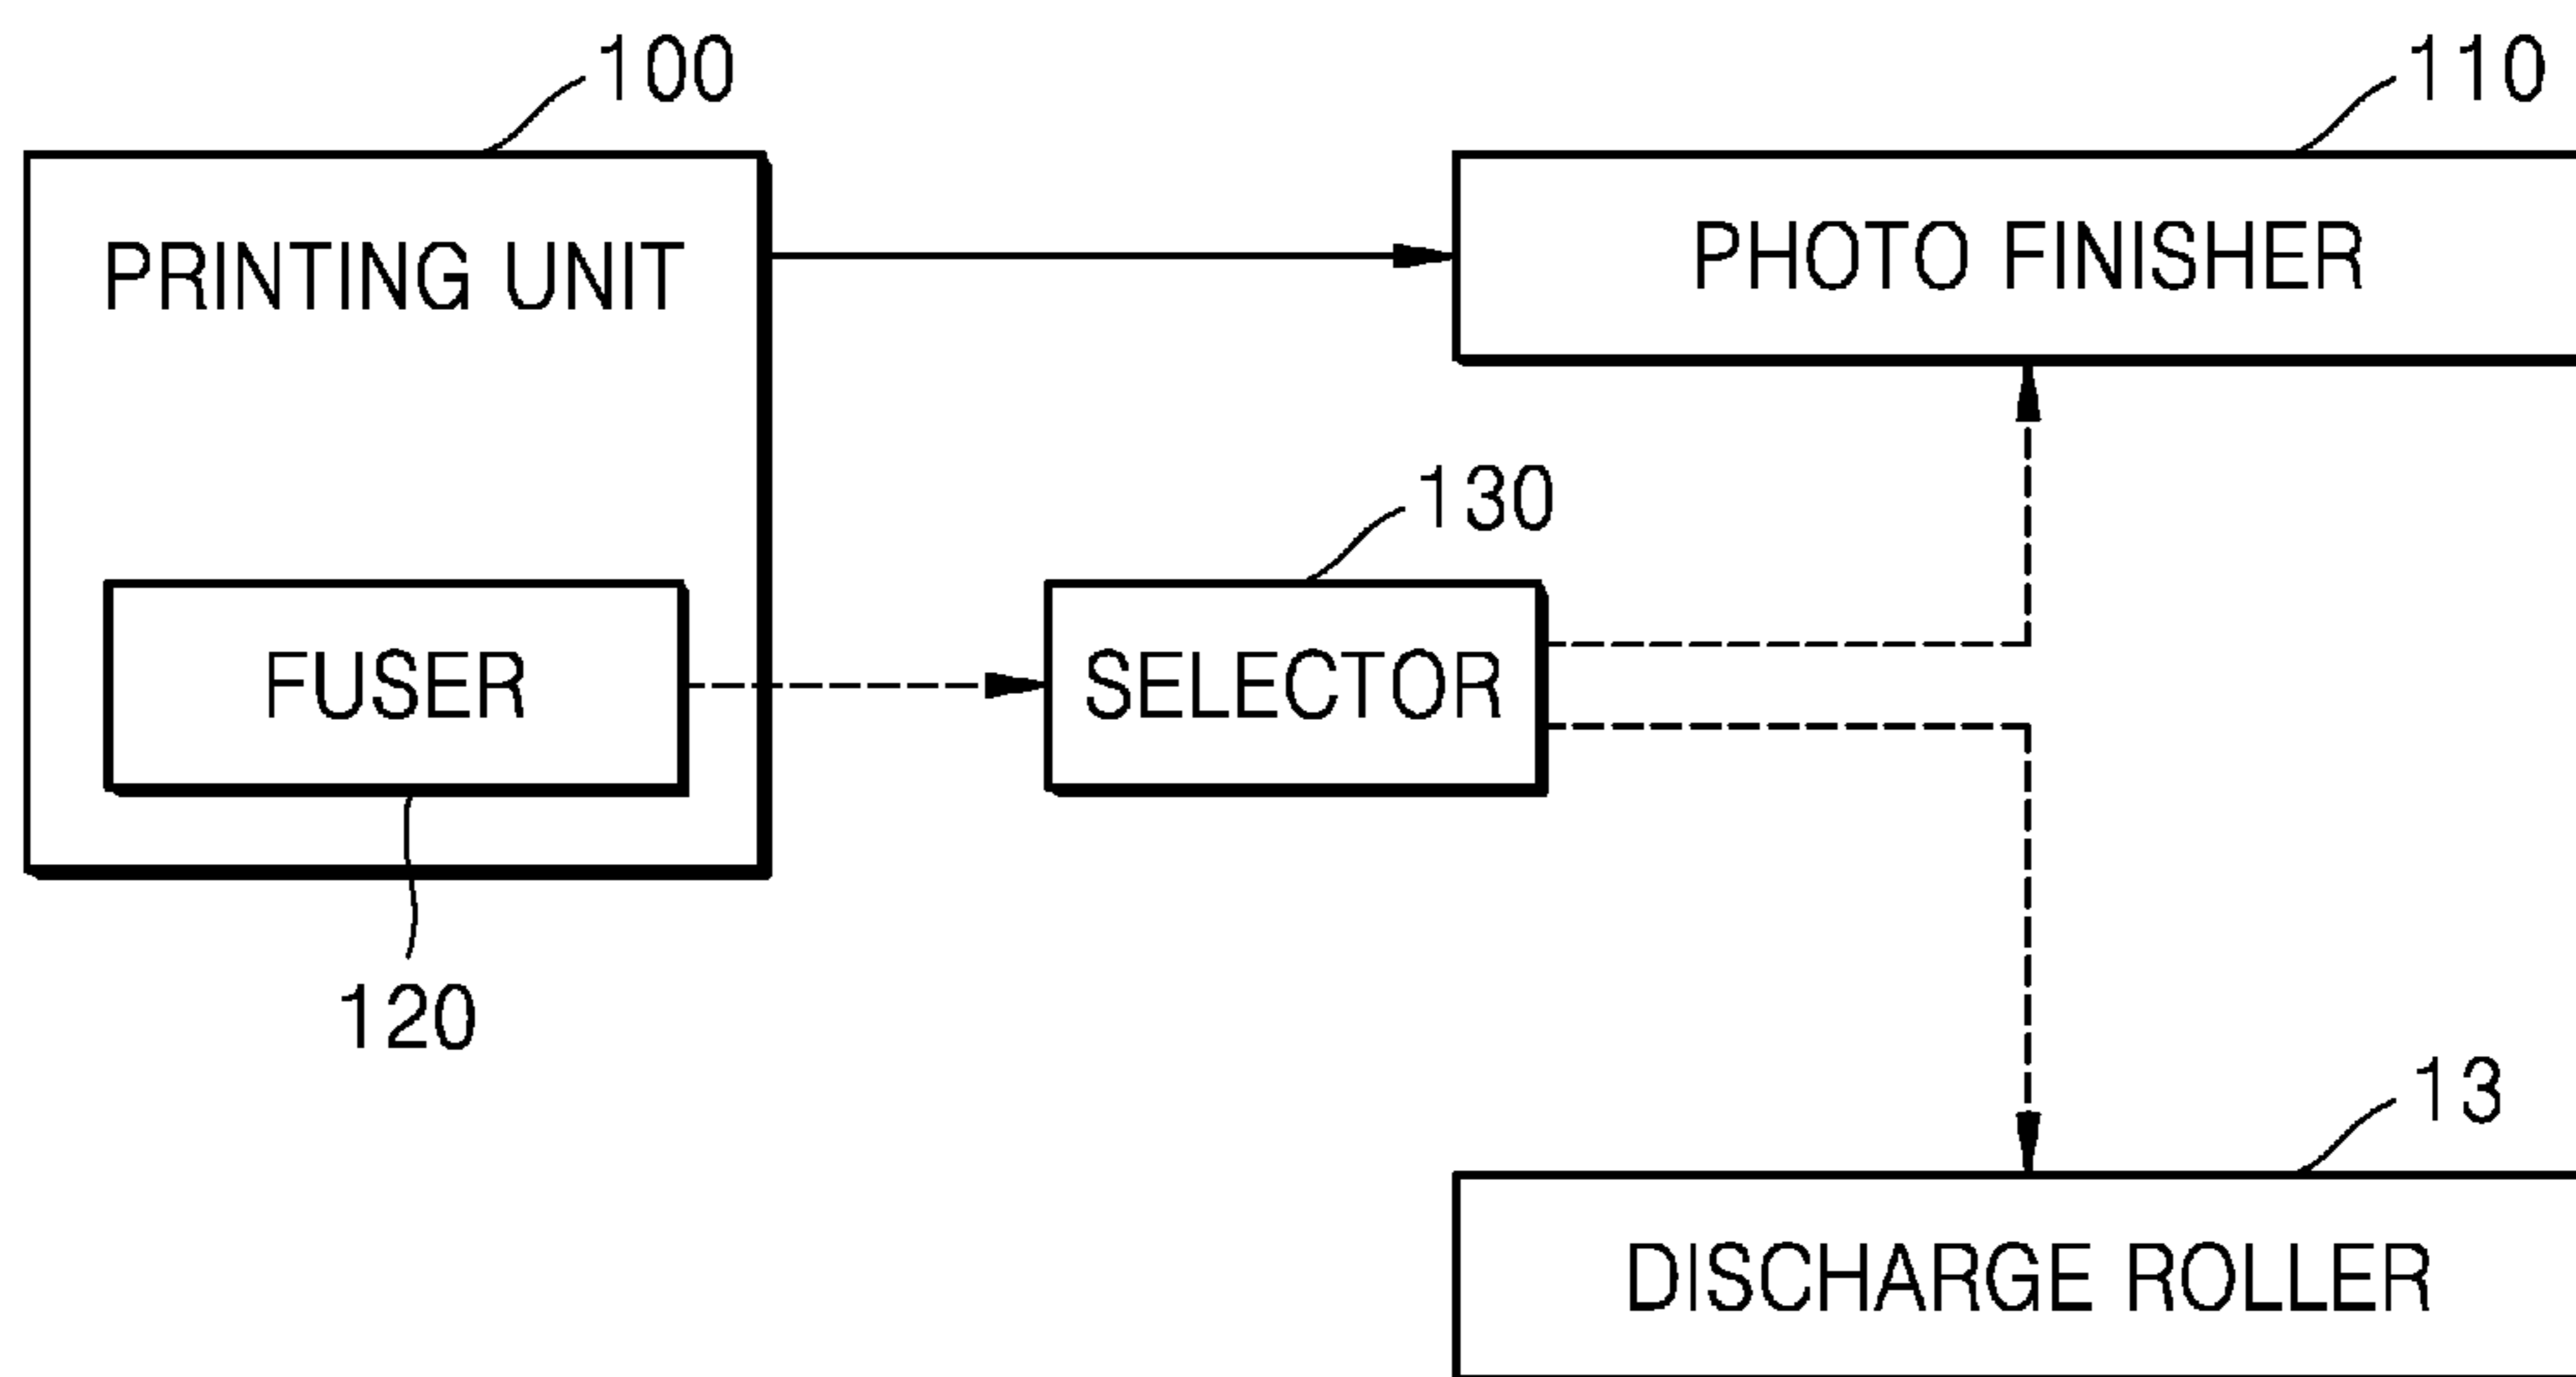 100
110
PRINTING UNIT
PHOTO FINISHER
130
FUSER
SELECTOR
120
13
DISCHARGE ROLLER